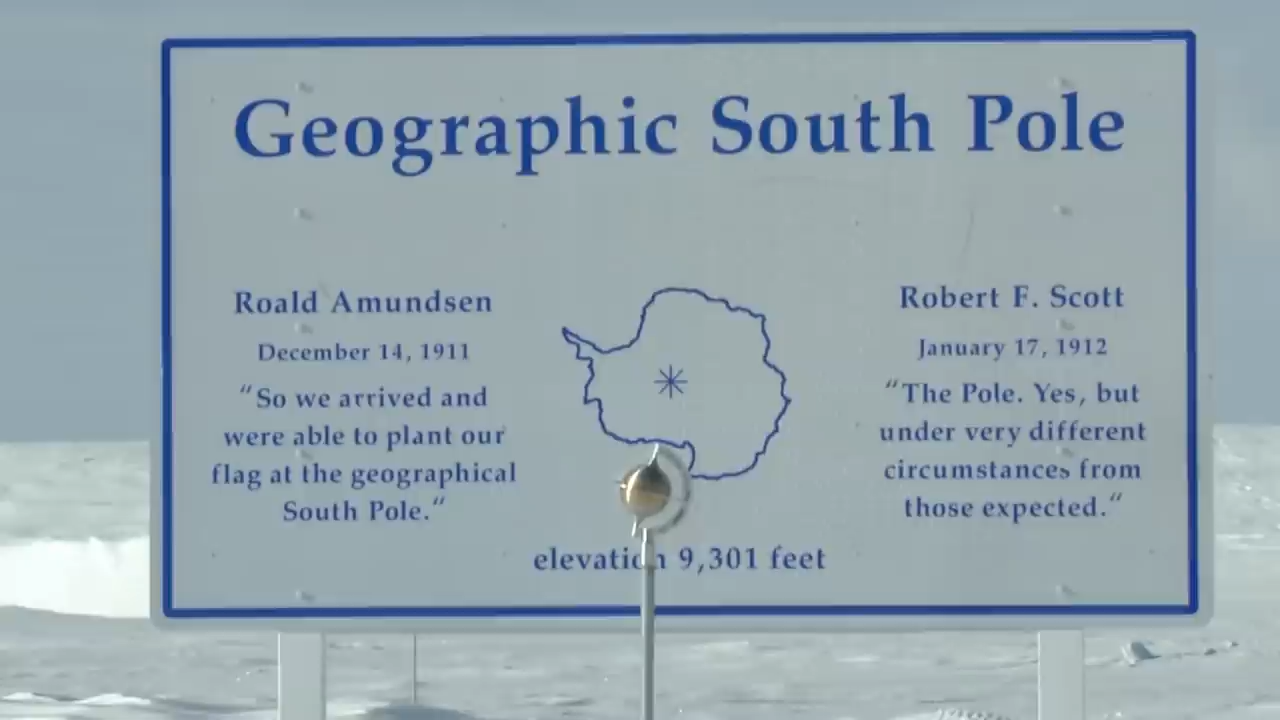 Geographic South Pole
Roald Amundsen
December 14, 1911
“So we arrived and
were able to plant our
flag at the geographical
South Pole.“
Robert F. Scott
January 17, 1912
“The Pole. Yes, but
under very different
circumstances from
those expected.“
elevation 9,301 feet